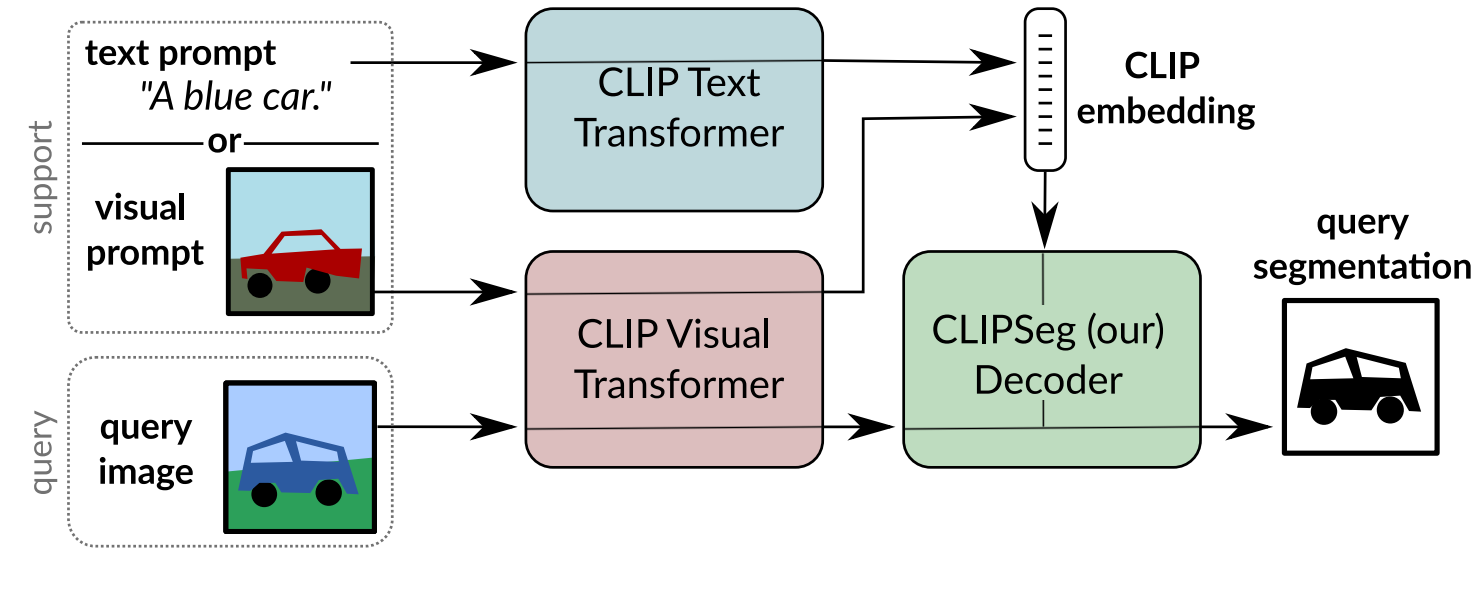 support
text prompt
"A blue car."
or
visual
prompt
query
query
image
CLIP Text
Transformer
CLIP Visual
Transformer
CLIP
embedding
CLIPSeg (our)
Decoder
query
segmentation